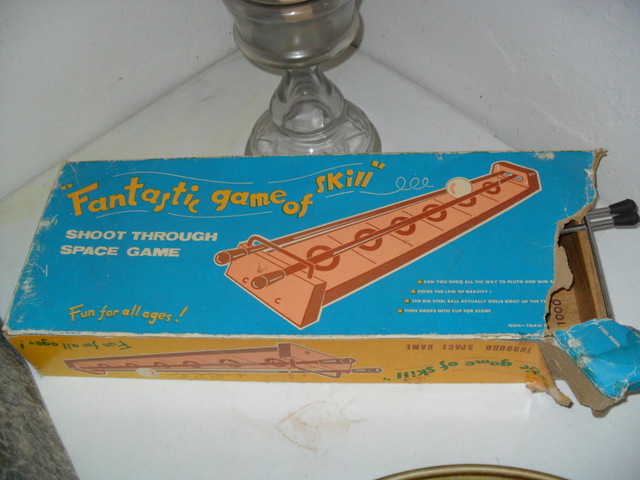 "Fantastic game of skill"
SHOOT THROUGH
SPACE GAME
Fun for all ages!
CAN YOU SHOO ALL THE WAY TO PLUTO AND WIN
DEFIES THE LAW OF GRAVITY!
THE BIG STEEL BALL ACTUALLY ROLLS RIGHT UP THE
THEN DROPS INTO CUP FOR SCORE
NON-TOXIC
1000
Fun for all ages!
THROUGH SPACE GAME
game of skill"